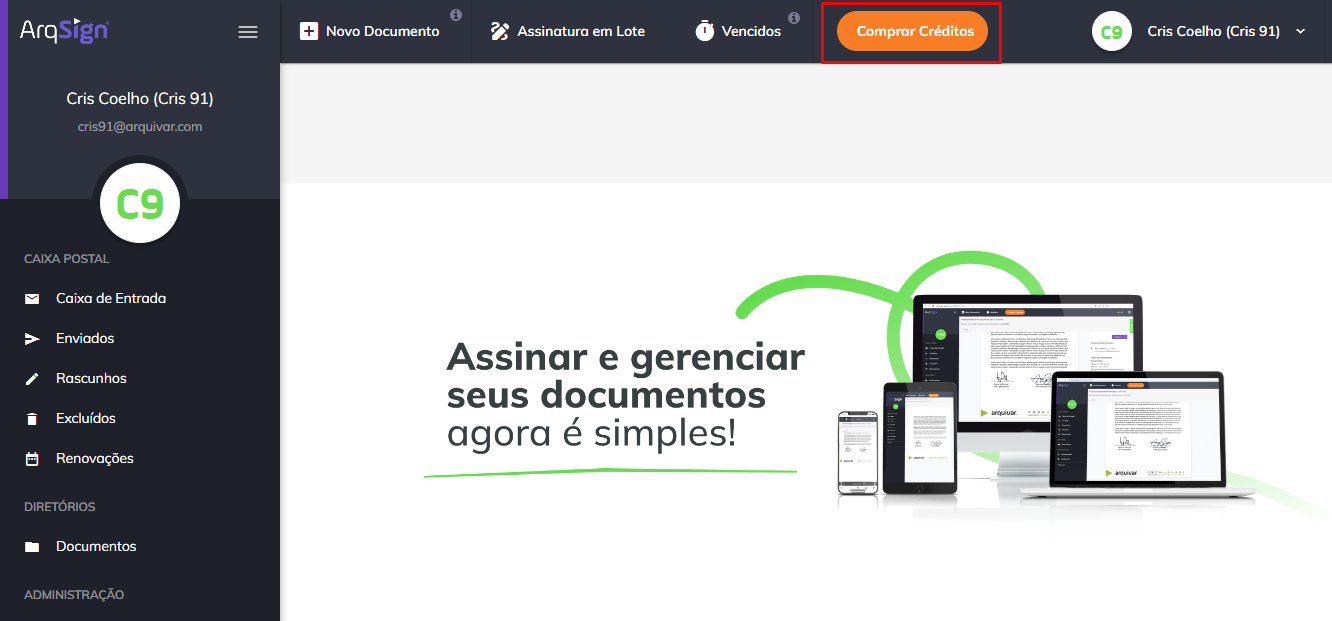 ArqSign
Novo Documento
Assinatura em Lote
Vencidos
Comprar Créditos
C9
Cris Coelho (Cris 91)
Cris Coelho (Cris 91)
cris91@arquivar.com
C9
CAIXA POSTAL
Caixa de Entrada
Enviados
Rascunhos
Excluídos
Renovações
DIRETÓRIOS
Documentos
ADMINISTRAÇÃO
Assinar e gerenciar
seus documentos
agora é simples!
arquivar
arquivar